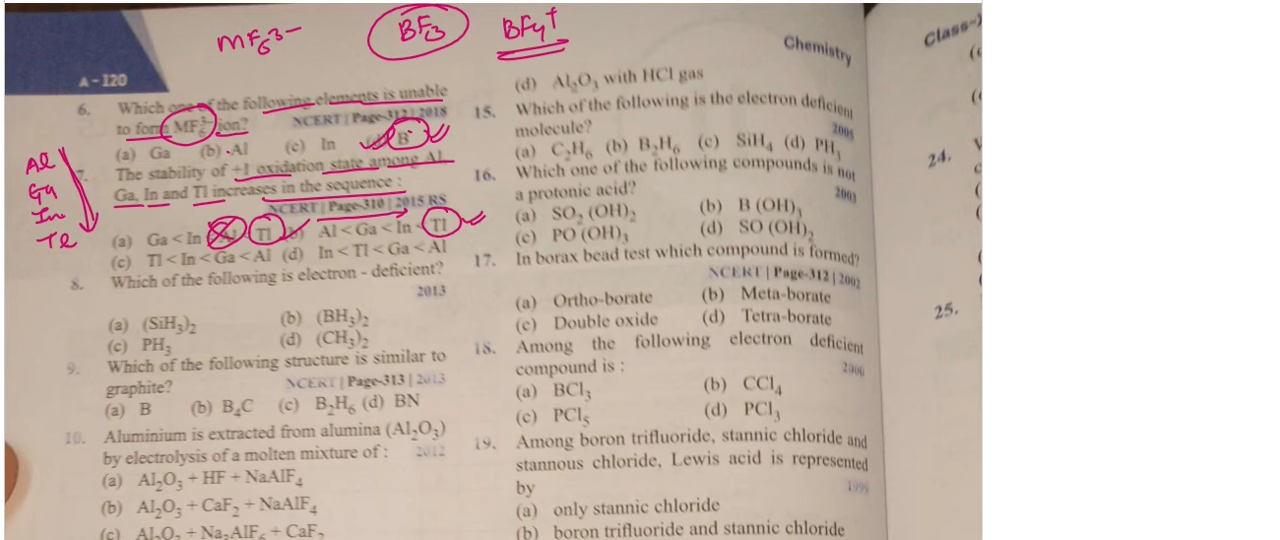 MF₆³⁻
BF₃
BF₄†
Chemistry
Class-
A - 120
6. Which one of the following elements is unable
to form MF₆³⁻ ion? NCERT | Page-312 | 2018
(a) Ga (b) Al (c) In (d) B
Al
Ga
In
Tl
7. The stability of +1 oxidation state among Al,
Ga, In and Tl increases in the sequence :
NCERT | Page-310 | 2015 RS
(a) Ga < In < Al < Tl (b) Al < Ga < In < Tl
(c) Tl < In < Ga < Al (d) In < Tl < Ga < Al
8. Which of the following is electron - deficient?
2013
(a) (SiH₃)₂ (b) (BH₃)₂
(c) PH₃ (d) (CH₃)₂
9. Which of the following structure is similar to
graphite? NCERT | Page-313 | 2013
(a) B (b) B₄C (c) B₂H₆ (d) BN
10. Aluminium is extracted from alumina (Al₂O₃)
by electrolysis of a molten mixture of : 2012
(a) Al₂O₃ + HF + NaAlF₄
(b) Al₂O₃ + CaF₂ + NaAlF₄
(c) Al₂O₃ + Na₃AlF₆ + CaF₂
(d) Al₂O₃ with HCl gas
15. Which of the following is the electron deficient
molecule? 2005
(a) C₂H₆ (b) B₂H₆ (c) SiH₄ (d) PH₃
16. Which one of the following compounds is not
a protonic acid? 2003
(a) SO₂ (OH)₂ (b) B (OH)₃
(c) PO (OH)₃ (d) SO (OH)₂
17. In borax bead test which compound is formed?
NCERT | Page-312 | 2002
(a) Ortho-borate (b) Meta-borate
(c) Double oxide (d) Tetra-borate
18. Among the following electron deficient
compound is : 2000
(a) BCl₃ (b) CCl₄
(c) PCl₅ (d) PCl₃
19. Among boron trifluoride, stannic chloride and
stannous chloride, Lewis acid is represented
by 1999
(a) only stannic chloride
(b) boron trifluoride and stannic chloride
24.
25.